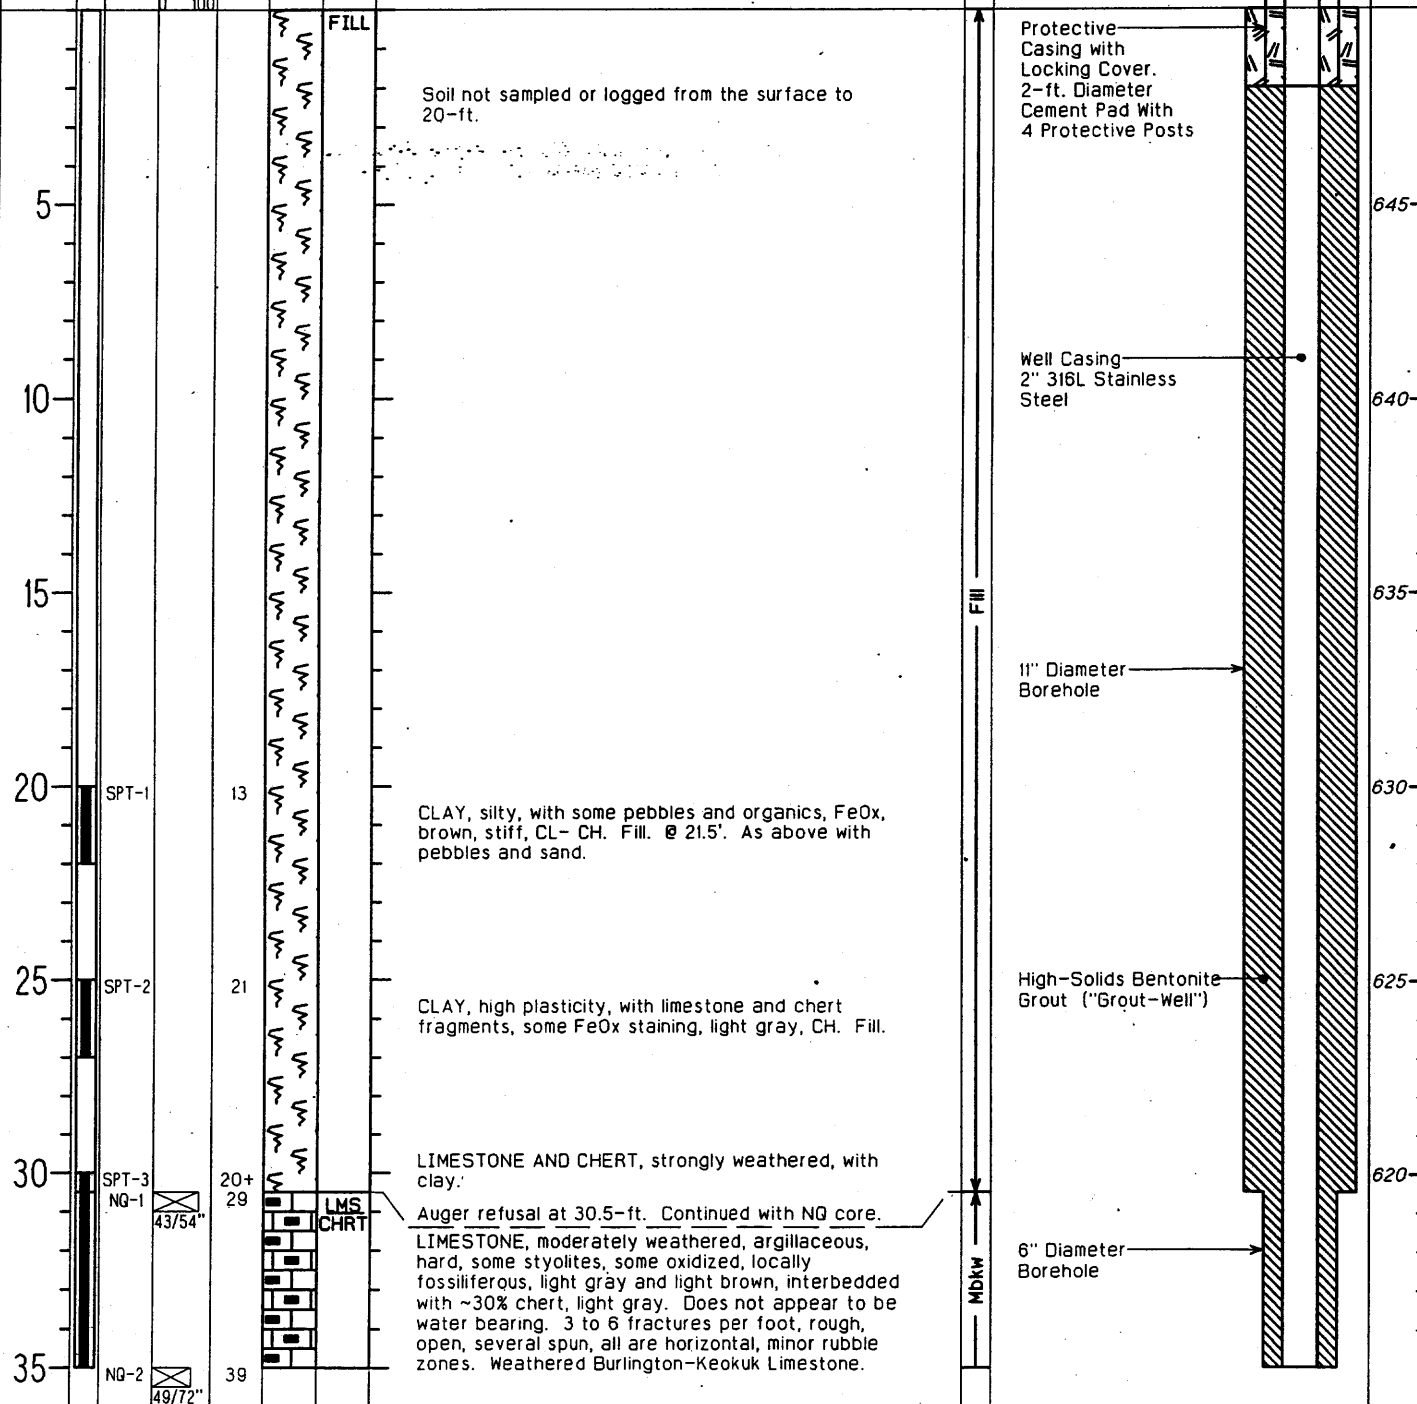 100
FILL
Protective
Casing with
Locking Cover.
2-ft. Diameter
Cement Pad With
4 Protective Posts
Soil not sampled or logged from the surface to
20-ft.
5
645
Well Casing
2" 316L Stainless
Steel
10
640
15
Fill
635
11" Diameter
Borehole
20
SPT-1
13
630
CLAY, silty, with some pebbles and organics, FeOx,
brown, stiff, CL- CH. Fill. @ 21.5'. As above with
pebbles and sand.
25
SPT-2
21
625
High-Solids Bentonite
Grout ("Grout-Well")
CLAY, high plasticity, with limestone and chert
fragments, some FeOx staining, light gray, CH. Fill.
30
SPT-3
20+
620
LIMESTONE AND CHERT, strongly weathered, with
clay.
NQ-1
29
LMS
CHRT
43/54"
Auger refusal at 30.5-ft. Continued with NQ core.
LIMESTONE, moderately weathered, argillaceous,
hard, some styolites, some oxidized, locally
fossiliferous, light gray and light brown, interbedded
with ~30% chert, light gray. Does not appear to be
water bearing. 3 to 6 fractures per foot, rough,
open, several spun, all are horizontal, minor rubble
zones. Weathered Burlington-Keokuk Limestone.
Mbkw
6" Diameter
Borehole
35
NQ-2
39
49/72"